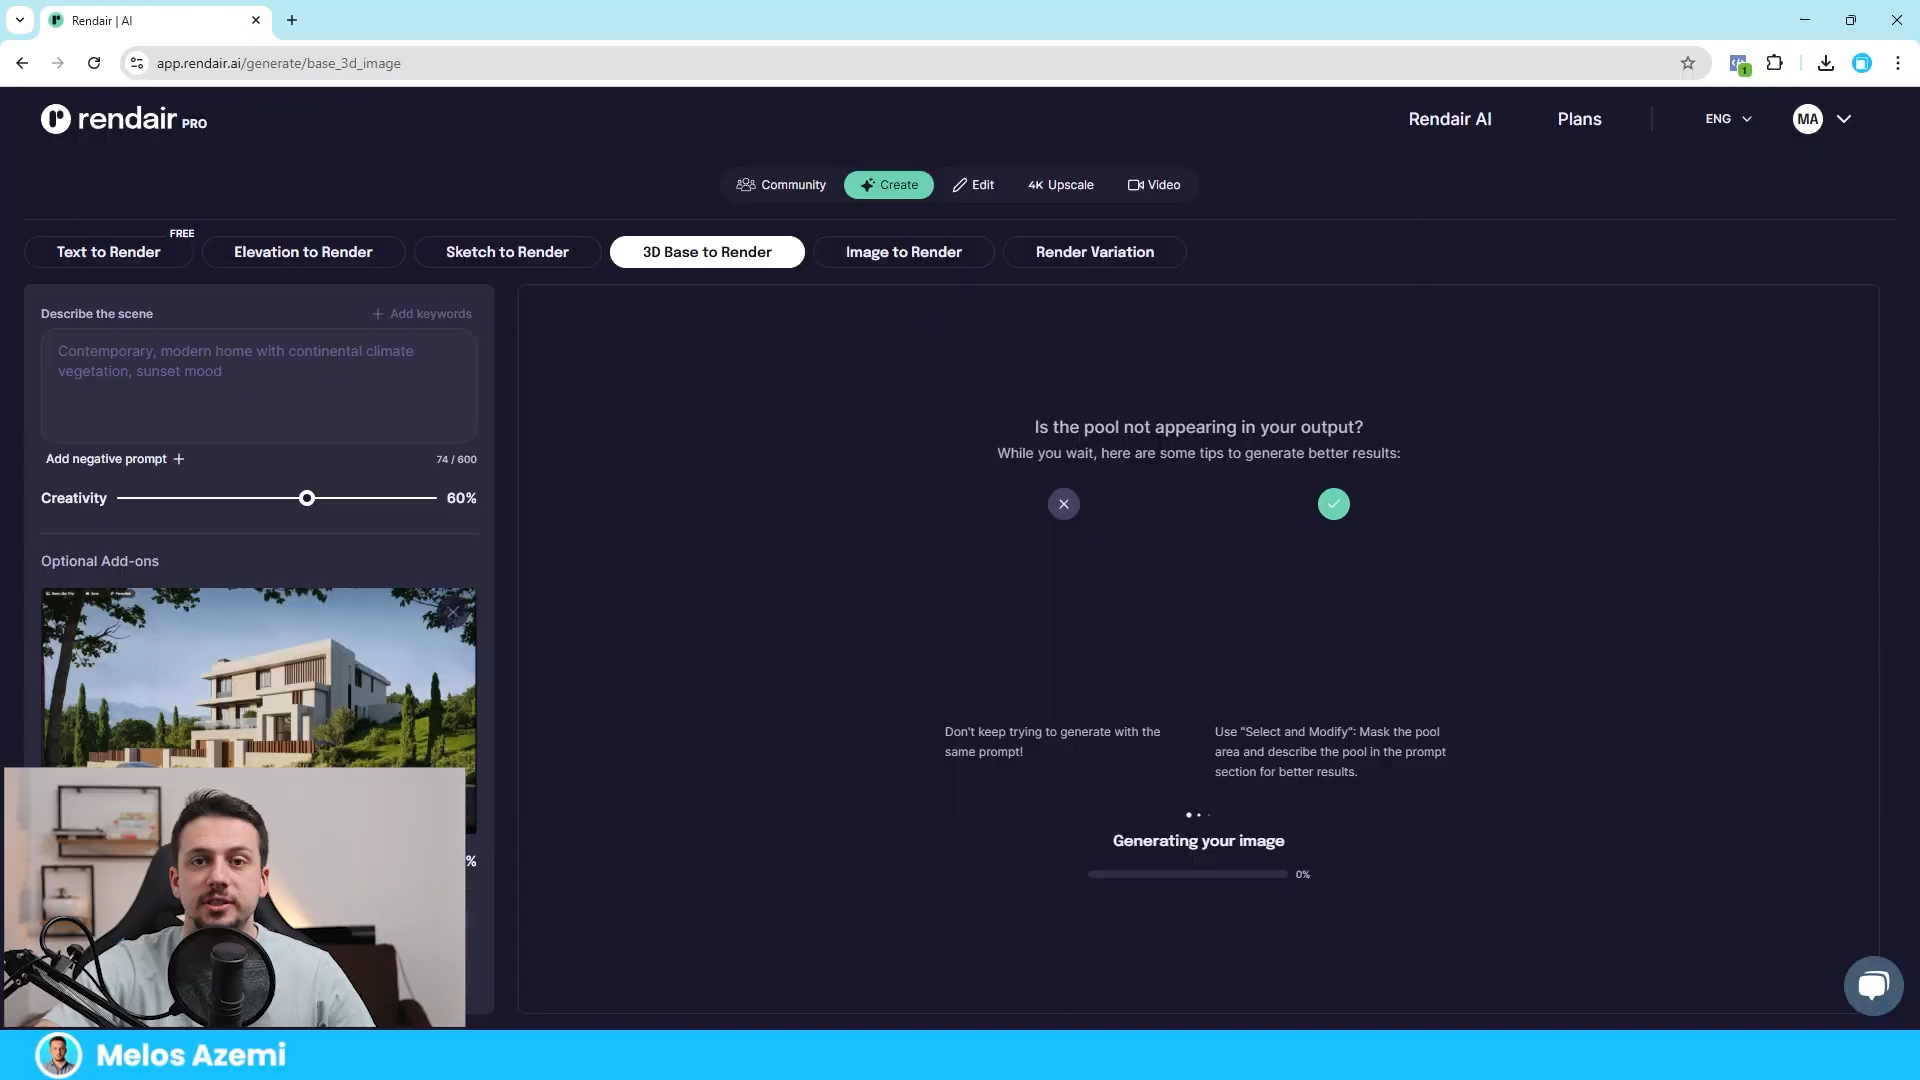 Rendair | AI
app.rendair.ai/generate/base_3d_image
1
rendair PRO
Rendair AI
Plans
ENG
MA
Community
Create
Edit
4K Upscale
Video
FREE
Text to Render
Elevation to Render
Sketch to Render
3D Base to Render
Image to Render
Render Variation
Describe the scene
Add keywords
Contemporary, modern home with continental climate
vegetation, sunset mood
Add negative prompt
74 / 600
Creativity
60%
Optional Add-ons
%
Is the pool not appearing in your output?
While you wait, here are some tips to generate better results:
Don't keep trying to generate with the
same prompt!
Use "Select and Modify": Mask the pool
area and describe the pool in the prompt
section for better results.
Generating your image
0%
Melos Azemi